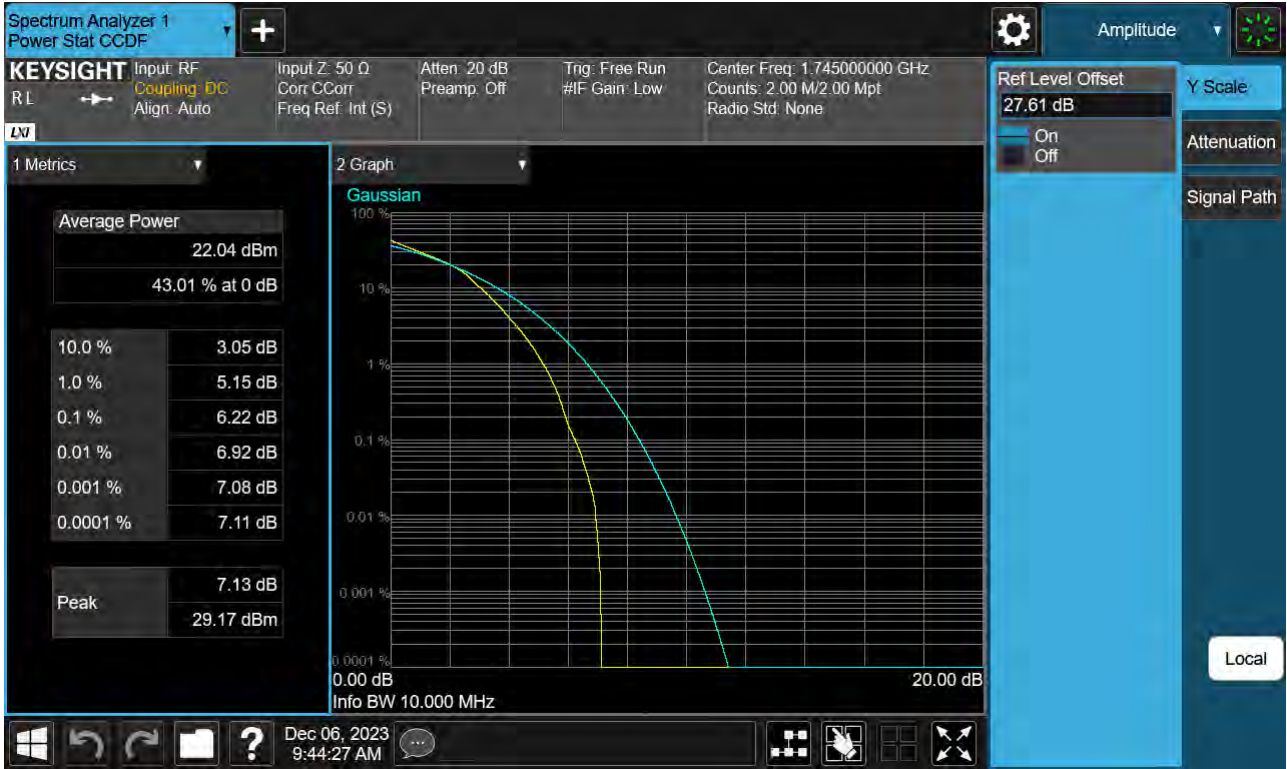 Spectrum Analyzer 1
Power Stat CCDF
+
Amplitude
KEYSIGHT
R L
LXI
Input: RF
Coupling: DC
Align: Auto
Input Z: 50 Ω
Corr CCorr
Freq Ref: Int (S)
Atten: 20 dB
Preamp: Off
Trig: Free Run
#IF Gain: Low
Center Freq: 1.745000000 GHz
Counts: 2.00 M/2.00 Mpt
Radio Std: None
Ref Level Offset
27.61 dB
On
Off
Y Scale
Attenuation
Signal Path
Local
1 Metrics
Average Power
22.04 dBm
43.01 % at 0 dB
10.0 % 3.05 dB
1.0 % 5.15 dB
0.1 % 6.22 dB
0.01 % 6.92 dB
0.001 % 7.08 dB
0.0001 % 7.11 dB
Peak
7.13 dB
29.17 dBm
2 Graph
Gaussian
100 %
10 %
1 %
0.1 %
0.01 %
0.001 %
0.0001 %
0.00 dB 20.00 dB
Info BW 10.000 MHz
?
Dec 06, 2023
9:44:27 AM